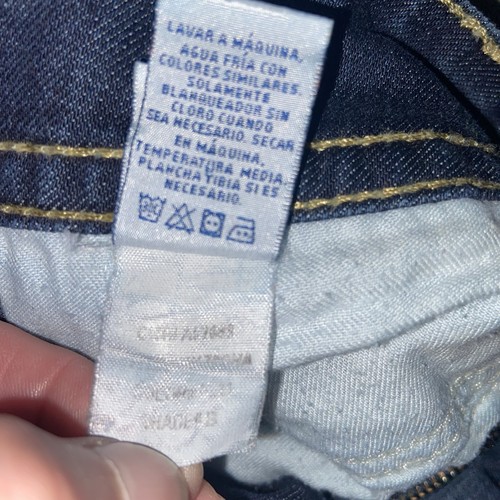 LAVAR A MÁQUINA,
AGUA FRÍA CON
COLORES SIMILARES.
SOLAMENTE
BLANQUEADOR SIN
CLORO CUANDO
SEA NECESARIO. SECAR
EN MÁQUINA,
TEMPERATURA MEDIA.
PLANCHA TIBIA SI ES
NECESARIO.